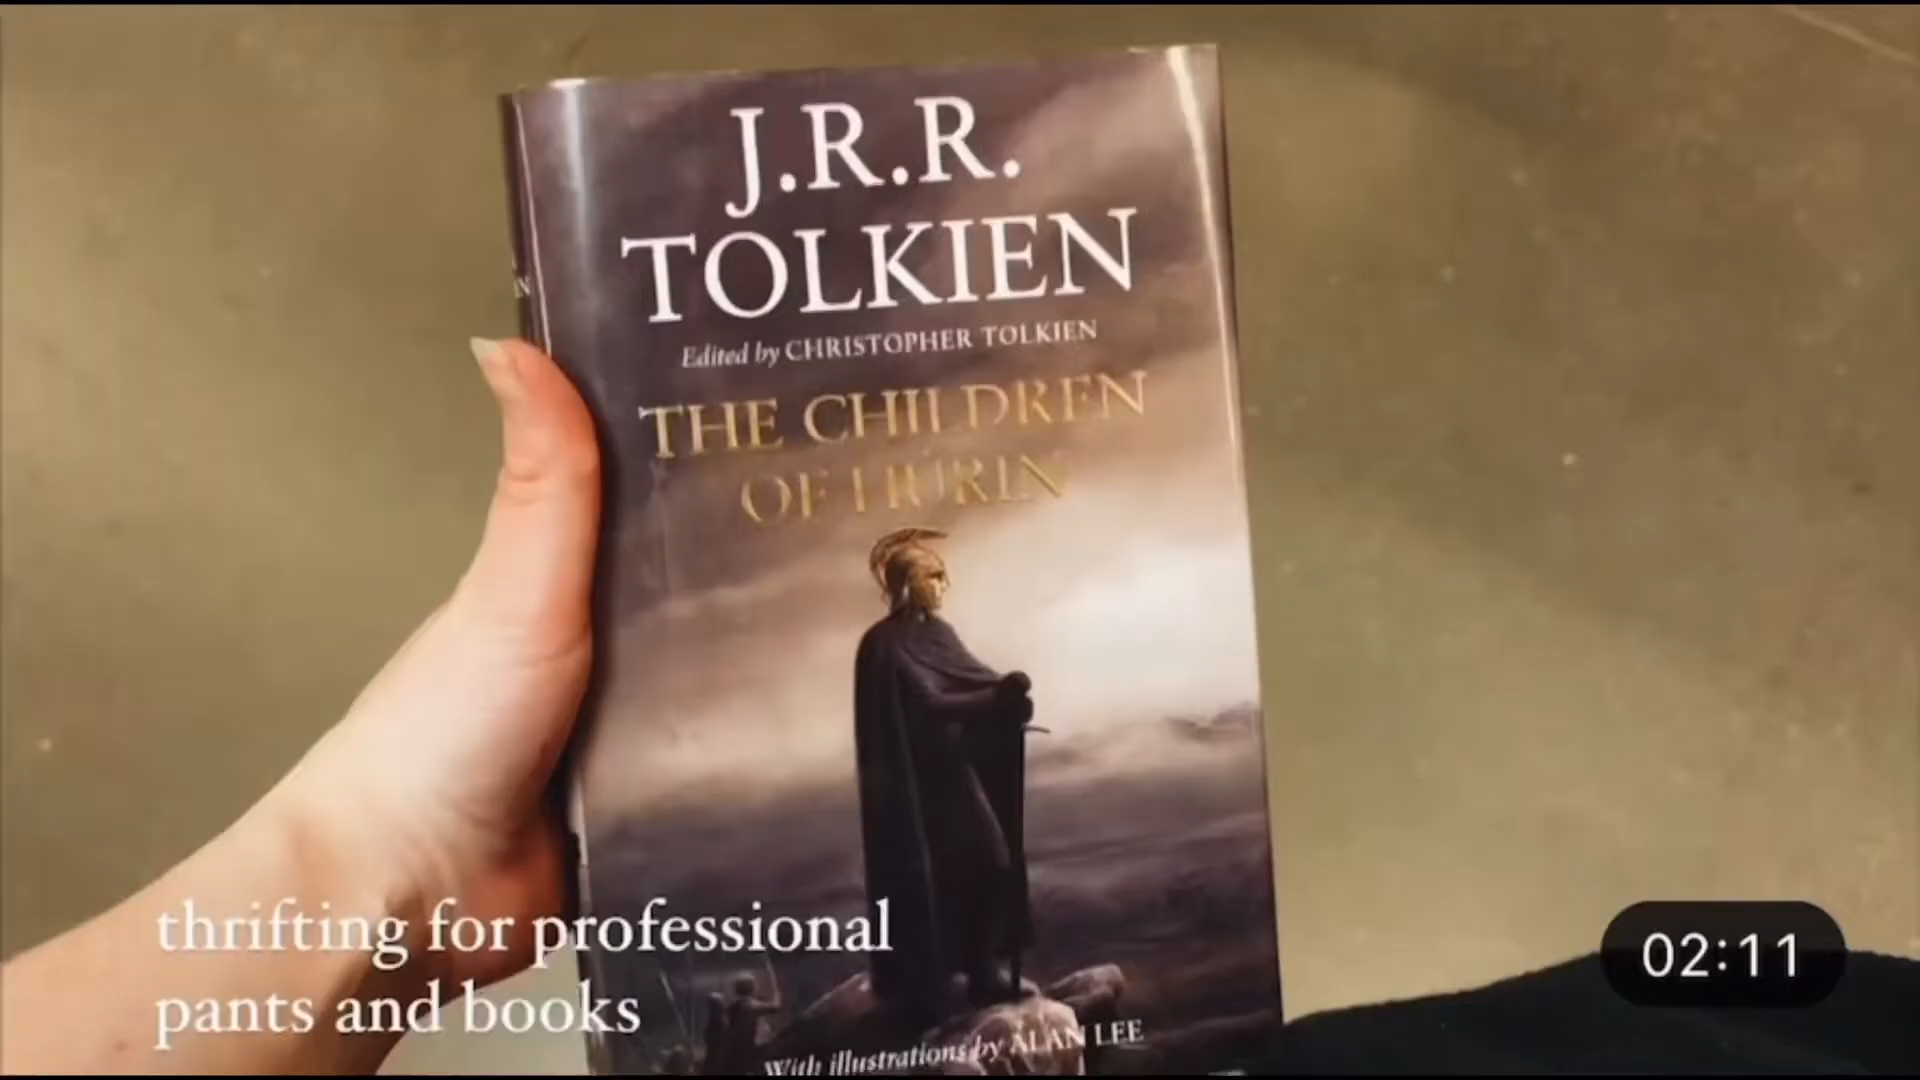 J.R.R.
TOLKIEN
Edited by CHRISTOPHER TOLKIEN
THE CHILDREN
OF HÚRIN
With illustrations by ALAN LEE
thrifting for professional
pants and books
02:11